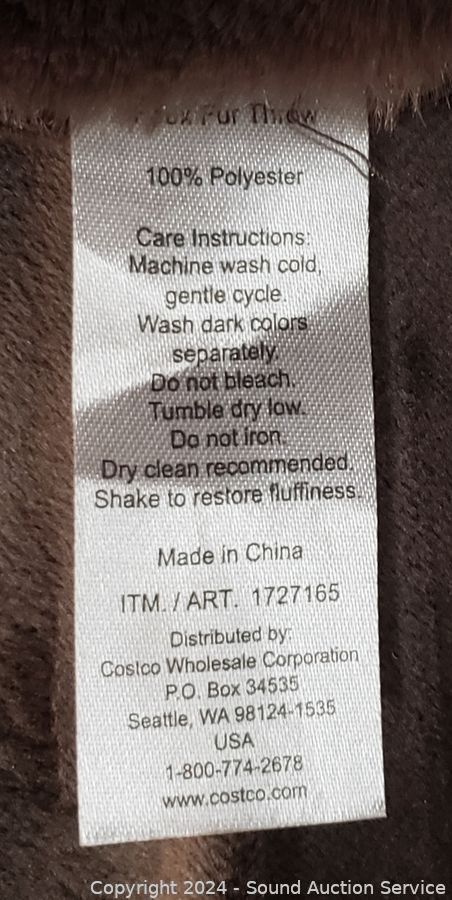 Fur Throw
100% Polyester
Care Instructions:
Machine wash cold,
gentle cycle.
Wash dark colors
separately.
Do not bleach.
Tumble dry low.
Do not iron.
Dry clean recommended.
Shake to restore fluffiness.
Made in China
ITM. / ART. 1727165
Distributed by:
Costco Wholesale Corporation
P.O. Box 34535
Seattle, WA 98124-1535
USA
1-800-774-2678
www.costco.com
Copyright 2024 - Sound Auction Service